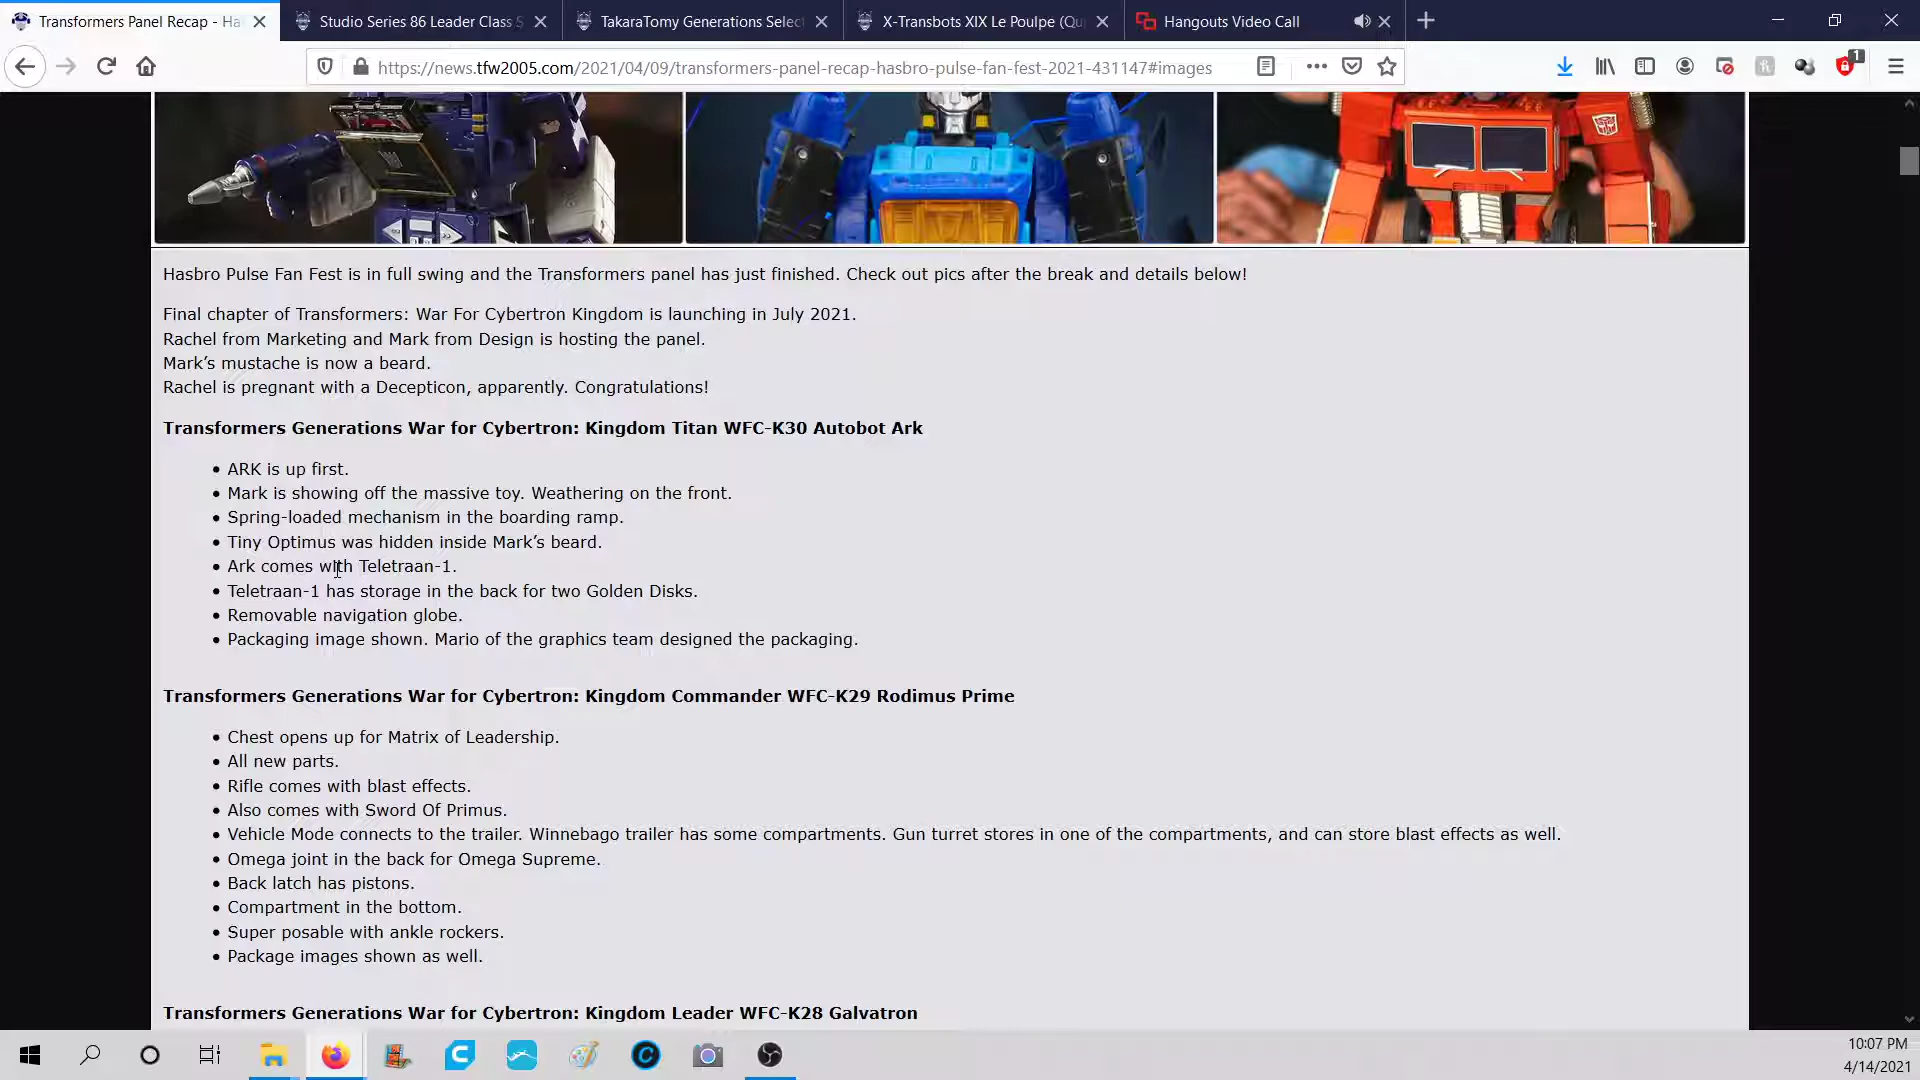 Transformers Panel Recap - Ha
Studio Series 86 Leader Class S
TakaraTomy Generations Select
X-Transbots XIX Le Poulpe (Qu
Hangouts Video Call
https://news.tfw2005.com/2021/04/09/transformers-panel-recap-hasbro-pulse-fan-fest-2021-431147#images
1
Hasbro Pulse Fan Fest is in full swing and the Transformers panel has just finished. Check out pics after the break and details below!
Final chapter of Transformers: War For Cybertron Kingdom is launching in July 2021.
Rachel from Marketing and Mark from Design is hosting the panel.
Mark’s mustache is now a beard.
Rachel is pregnant with a Decepticon, apparently. Congratulations!
Transformers Generations War for Cybertron: Kingdom Titan WFC-K30 Autobot Ark
• ARK is up first.
• Mark is showing off the massive toy. Weathering on the front.
• Spring-loaded mechanism in the boarding ramp.
• Tiny Optimus was hidden inside Mark’s beard.
• Ark comes with Teletraan-1.
• Teletraan-1 has storage in the back for two Golden Disks.
• Removable navigation globe.
• Packaging image shown. Mario of the graphics team designed the packaging.
Transformers Generations War for Cybertron: Kingdom Commander WFC-K29 Rodimus Prime
• Chest opens up for Matrix of Leadership.
• All new parts.
• Rifle comes with blast effects.
• Also comes with Sword Of Primus.
• Vehicle Mode connects to the trailer. Winnebago trailer has some compartments. Gun turret stores in one of the compartments, and can store blast effects as well.
• Omega joint in the back for Omega Supreme.
• Back latch has pistons.
• Compartment in the bottom.
• Super posable with ankle rockers.
• Package images shown as well.
Transformers Generations War for Cybertron: Kingdom Leader WFC-K28 Galvatron
10:07 PM
4/14/2021